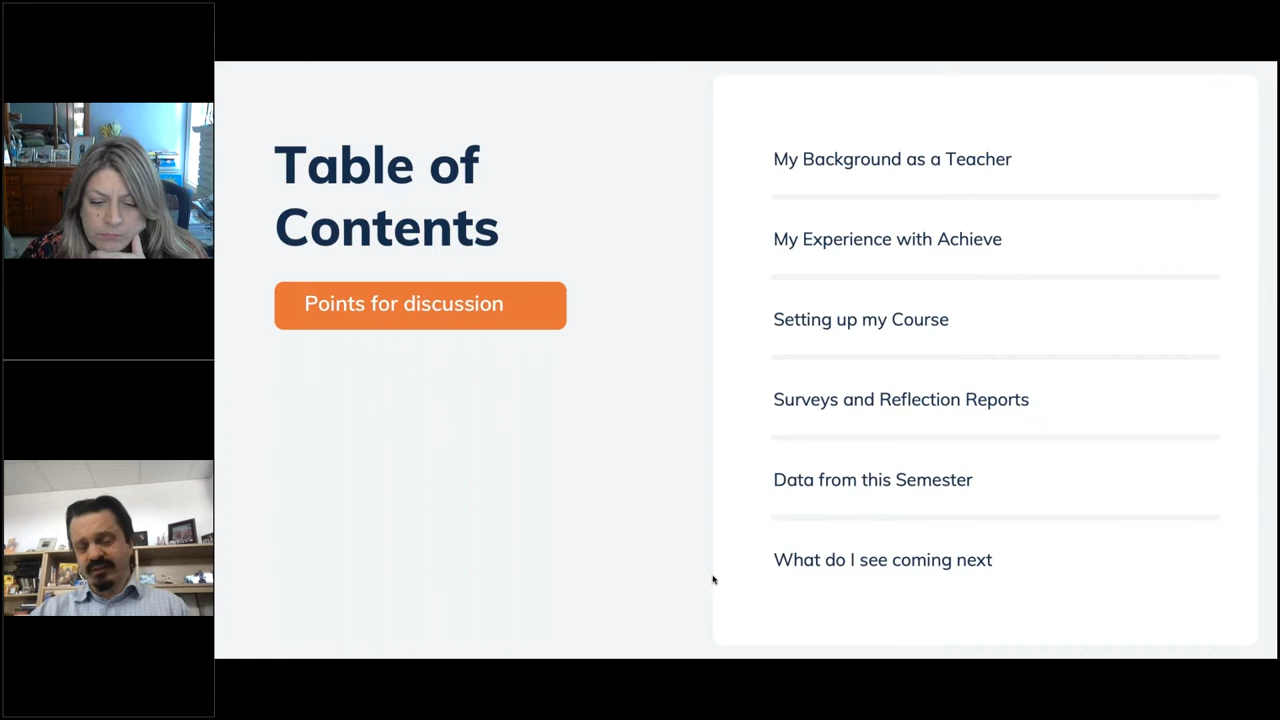 Table of
Contents
Points for discussion
My Background as a Teacher
My Experience with Achieve
Setting up my Course
Surveys and Reflection Reports
Data from this Semester
What do I see coming next